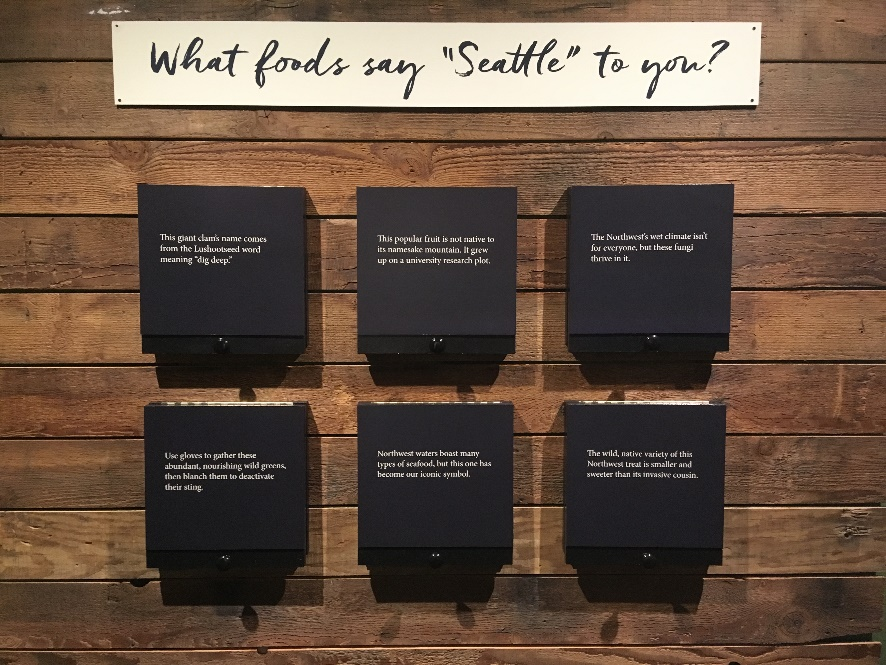 What foods say "Seattle" to you?
This giant clam's name comes
from the Lushootseed word
meaning "dig deep."
This popular fruit is not native to
its namesake mountain. It grew
up on a university research plot.
The Northwest's wet climate isn't
for everyone, but these fungi
thrive in it.
Use gloves to gather these
abundant, nourishing wild greens,
then blanch them to deactivate
their sting.
Northwest waters boast many
types of seafood, but this one has
become our iconic symbol.
The wild, native variety of this
Northwest treat is smaller and
sweeter than its invasive cousin.